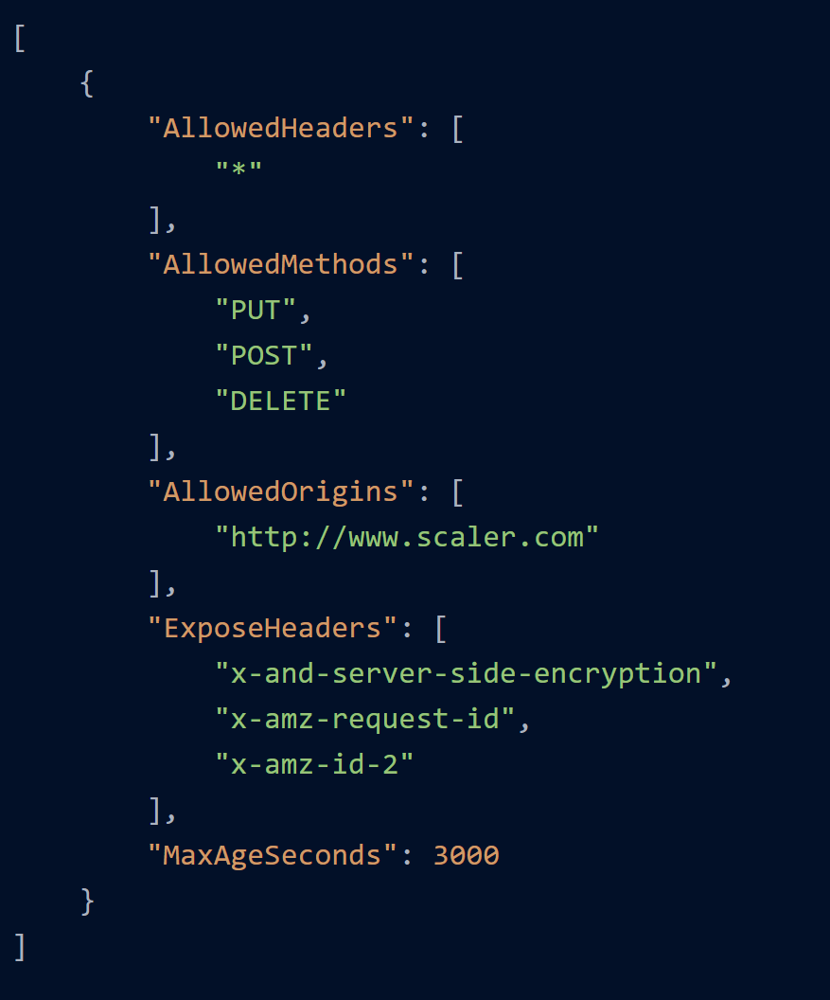 [
    {
        "AllowedHeaders": [
            "*"
        ],
        "AllowedMethods": [
            "PUT",
            "POST",
            "DELETE"
        ],
        "AllowedOrigins": [
            "http://www.scaler.com"
        ],
        "ExposeHeaders": [
            "x-and-server-side-encryption",
            "x-amz-request-id",
            "x-amz-id-2"
        ],
        "MaxAgeSeconds": 3000
    }
]